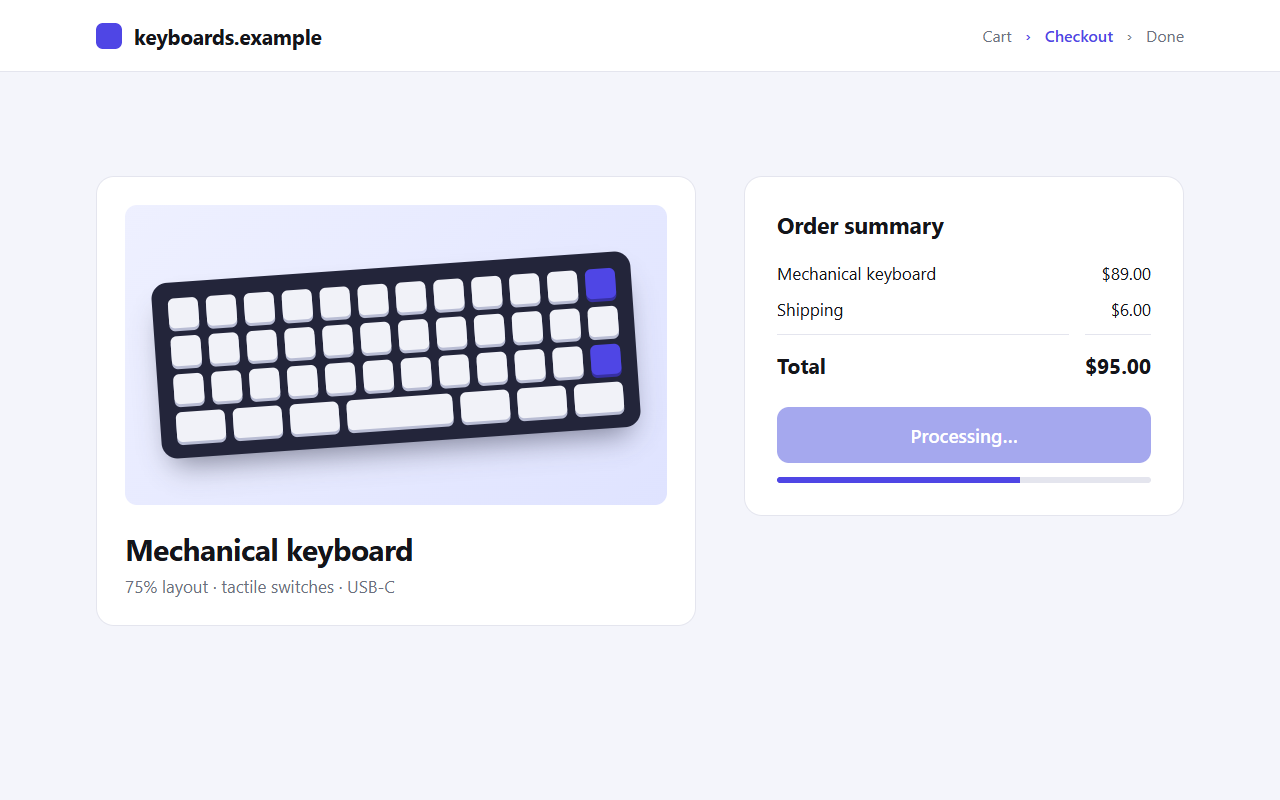 keyboards.example
Cart › Checkout › Done
Mechanical keyboard
75% layout · tactile switches · USB-C
Order summary
Mechanical keyboard $89.00
Shipping $6.00
Total $95.00
Processing...